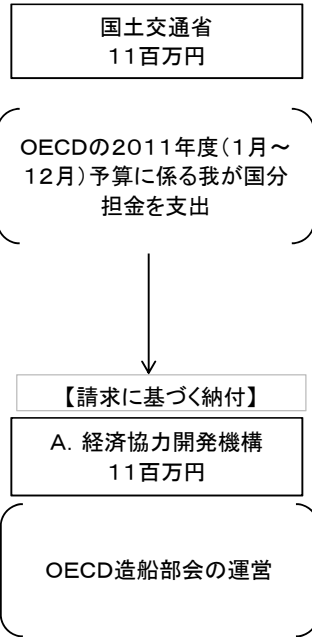 国土交通省
11百万円
OECDの2011年度(1月～
12月)予算に係る我が国分
担金を支出
【請求に基づく納付】
A. 経済協力開発機構
11百万円
OECD造船部会の運営